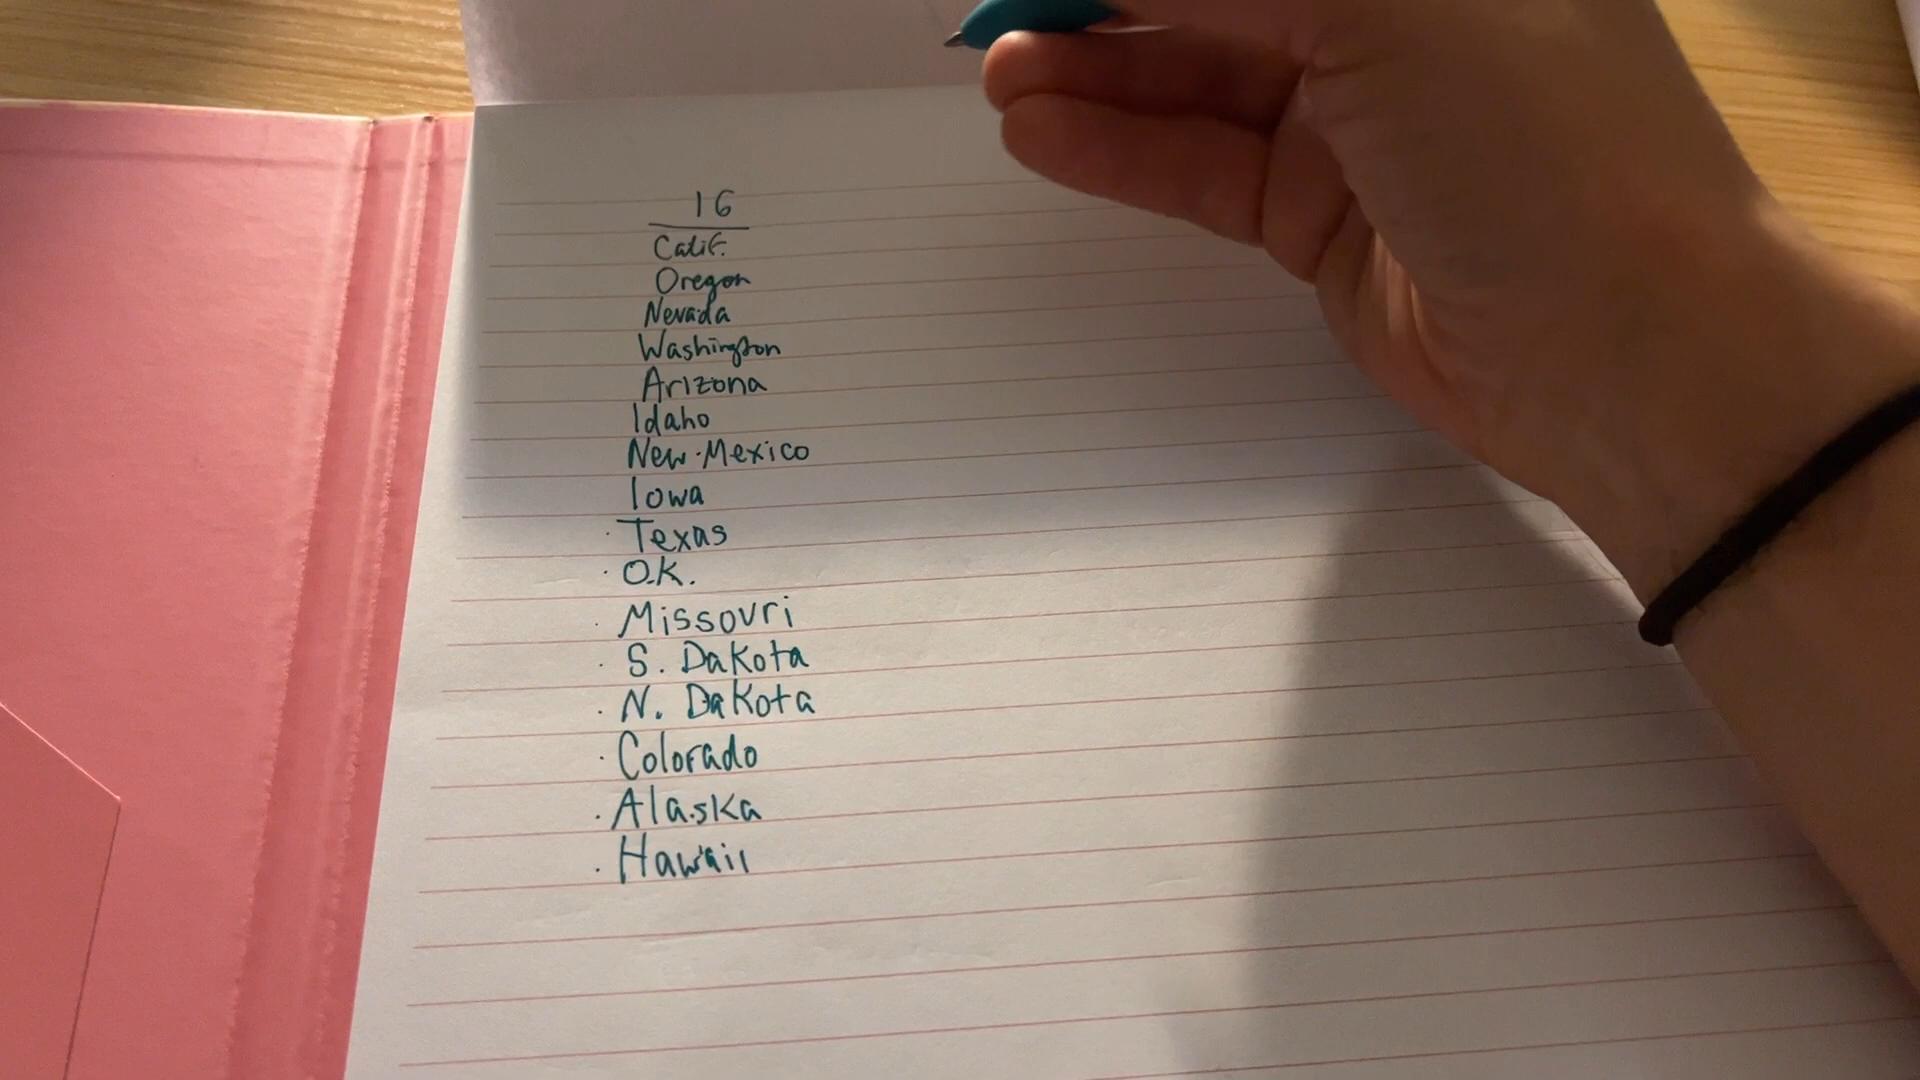 16
Calif.
Oregon
Nevada
Washington
Arizona
Idaho
New Mexico
Iowa
Texas
O.K.
Missouri
S. Dakota
N. Dakota
Colorado
Alaska
Hawaii